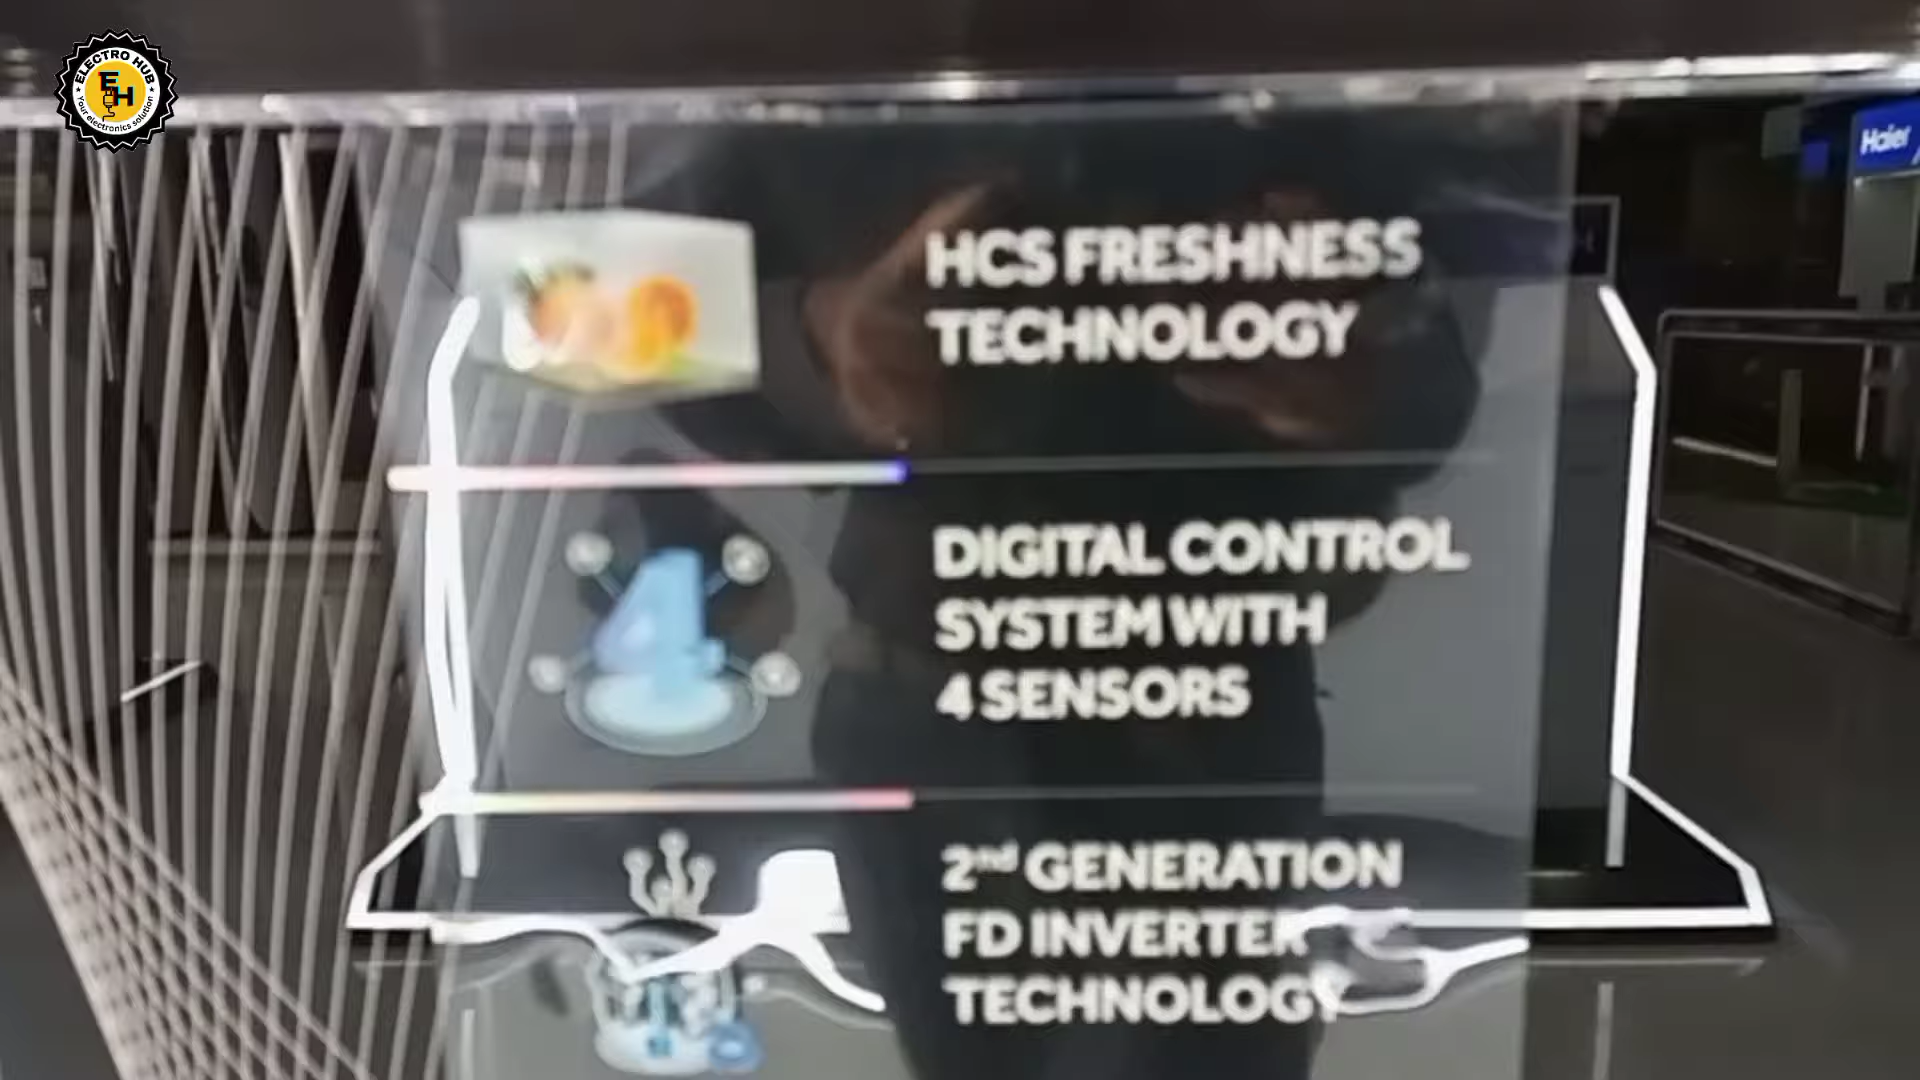 ELECTRO HUB
EH
Your electronics solution
Haier
HCS FRESHNESS
TECHNOLOGY
DIGITAL CONTROL
SYSTEM WITH
4 SENSORS
4
2nd GENERATION
FD INVERTER
TECHNOLOGY